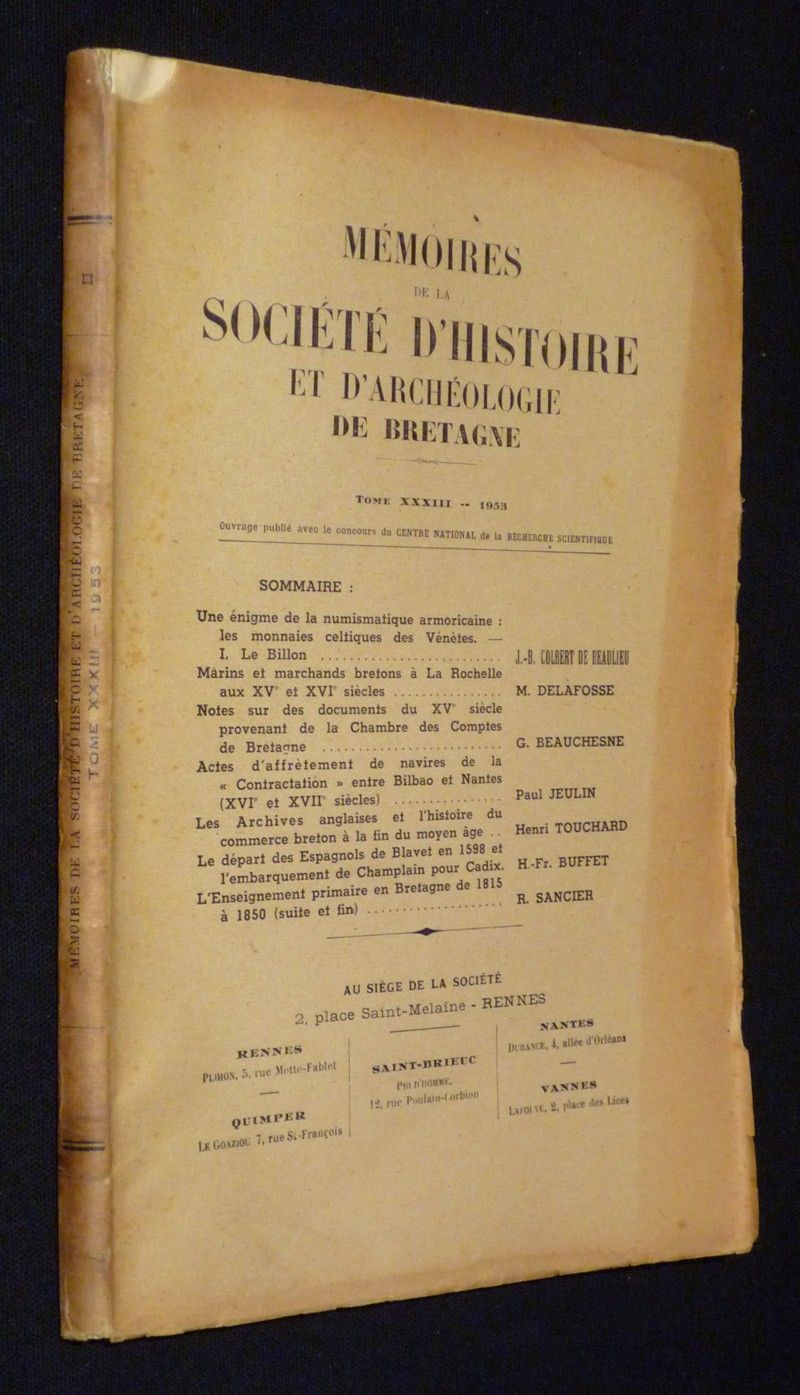 MÉMOIRES DE LA SOCIÉTÉ D'HISTOIRE ET D'ARCHÉOLOGIE DE BRETAGNE
TOME XXXIII — 1953
MÉMOIRES
DE LA
SOCIÉTÉ D'HISTOIRE
ET D'ARCHÉOLOGIE
DE BRETAGNE
TOME XXXIII -- 1953
Ouvrage publié avec le concours du CENTRE NATIONAL de la RECHERCHE SCIENTIFIQUE
SOMMAIRE :
Une énigme de la numismatique armoricaine :
les monnaies celtiques des Vénètes. —
I. Le Billon ......................... J.-B. COLBERT DE BEAULIEU
Marins et marchands bretons à La Rochelle
aux XVe et XVIe siècles ............... M. DELAFOSSE
Notes sur des documents du XVe siècle
provenant de la Chambre des Comptes
de Bretagne ......................... G. BEAUCHESNE
Actes d'affrètement de navires de la
« Contractation » entre Bilbao et Nantes
(XVIe et XVIIe siècles) ............... Paul JEULIN
Les Archives anglaises et l'histoire du
commerce breton à la fin du moyen âge .. Henri TOUCHARD
Le départ des Espagnols de Blavet en 1598 et
l'embarquement de Champlain pour Cadix. H.-Fr. BUFFET
L'Enseignement primaire en Bretagne de 1815
à 1850 (suite et fin) ................... R. SANCIER
AU SIÈGE DE LA SOCIÉTÉ
2, place Saint-Melaine - RENNES
RENNES
PLIHON, 5, rue Motte-Fablet
QUIMPER
LE GOAZIOU 7, rue St-François
SAINT-BRIEUC
PRUD'HOMME,
12, rue Poulain-Corbion
NANTES
DURANCE, 4, allée d'Orléans
VANNES
LAFOLYE, 2, place des Lices